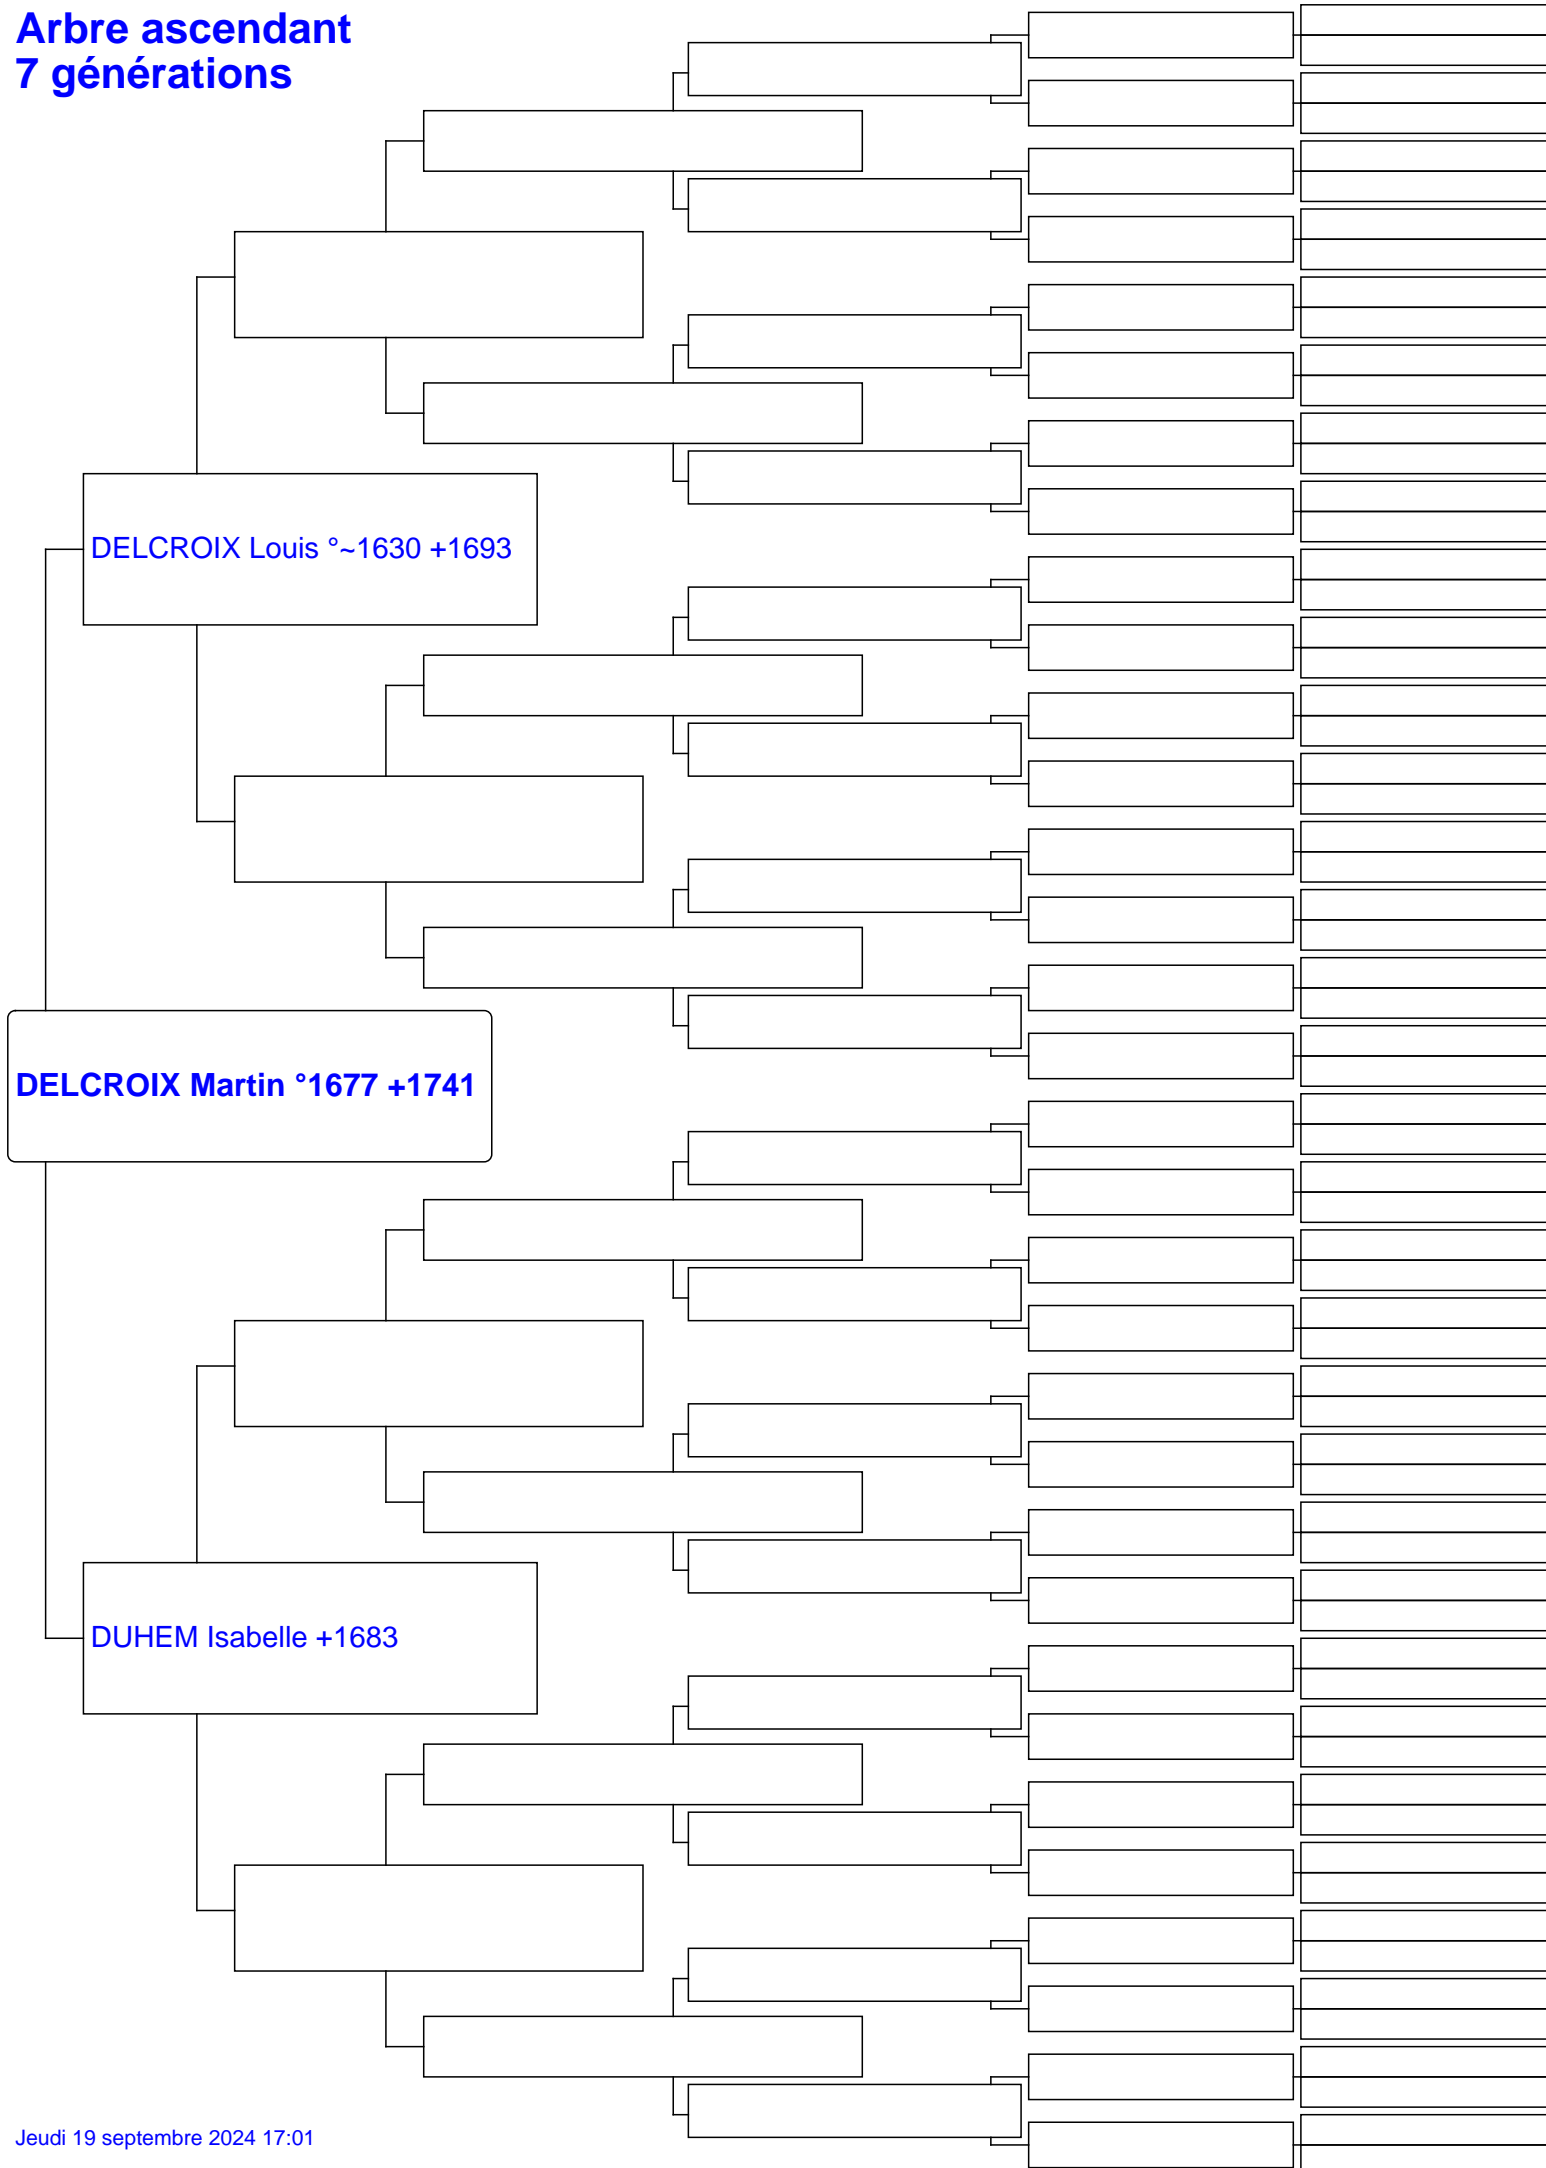 Arbre ascendant
7 générations
DELCROIX Louis °~1630 +1693
DELCROIX Martin °1677 +1741
DUHEM Isabelle +1683
Jeudi 19 septembre 2024 17:01